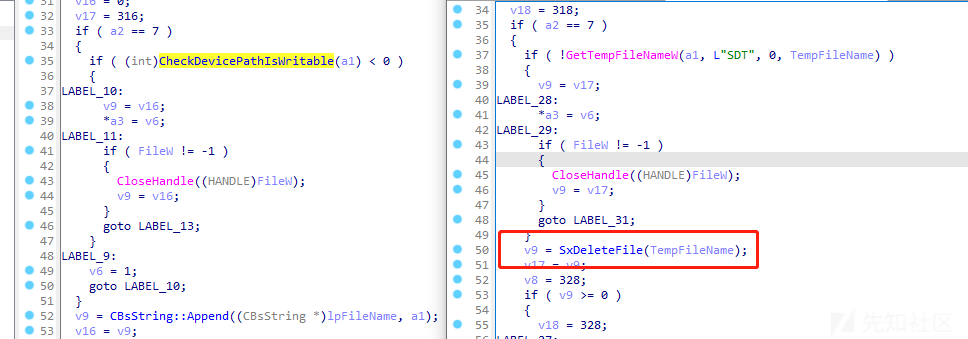 31 v16 = 0;
32 v17 = 316;
33 if ( a2 == 7 )
34 {
35 if ( (int)CheckDevicePathIsWritable(a1) < 0 )
36 {
37 LABEL_10:
38 v9 = v16;
39 *a3 = v6;
40 LABEL_11:
41 if ( FileW != -1 )
42 {
43 CloseHandle((HANDLE)FileW);
44 v9 = v16;
45 }
46 goto LABEL_13;
47 }
48 LABEL_9:
49 v6 = 1;
50 goto LABEL_10;
51 }
52 v9 = CBsString::Append((CBsString *)lpFileName, a1);
53 v16 = v9;
34 v18 = 318;
35 if ( a2 == 7 )
36 {
37 if ( !GetTempFileNameW(a1, L"SDT", 0, TempFileName) )
38 {
39 v9 = v17;
40 LABEL_28:
41 *a3 = v6;
42 LABEL_29:
43 if ( FileW != -1 )
44 {
45 CloseHandle((HANDLE)FileW);
46 v9 = v17;
47 }
48 goto LABEL_31;
49 }
50 v9 = SxDeleteFile(TempFileName);
51 v17 = v9;
52 v8 = 328;
53 if ( v9 >= 0 )
54 {
55 v18 = 328;
先知社区